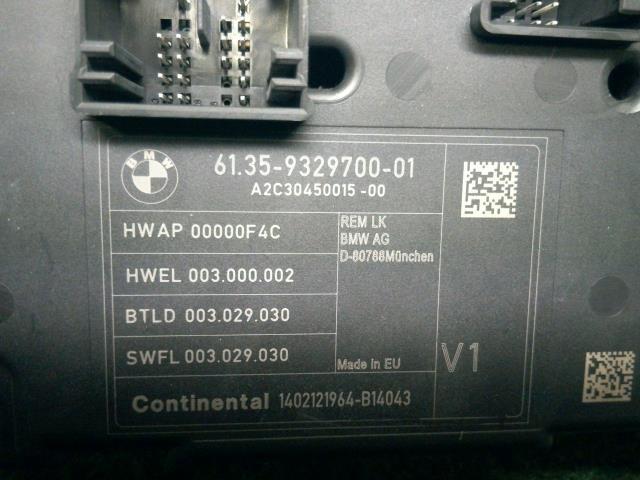 BMW
61.35-9329700-01
A2C30450015-00
HWAP 00000F4C
REM LK
BMW AG
D-80788München
HWEL 003.000.002
BTLD 003.029.030
SWFL 003.029.030
Made in EU
V1
Continental 1402121964-B14043